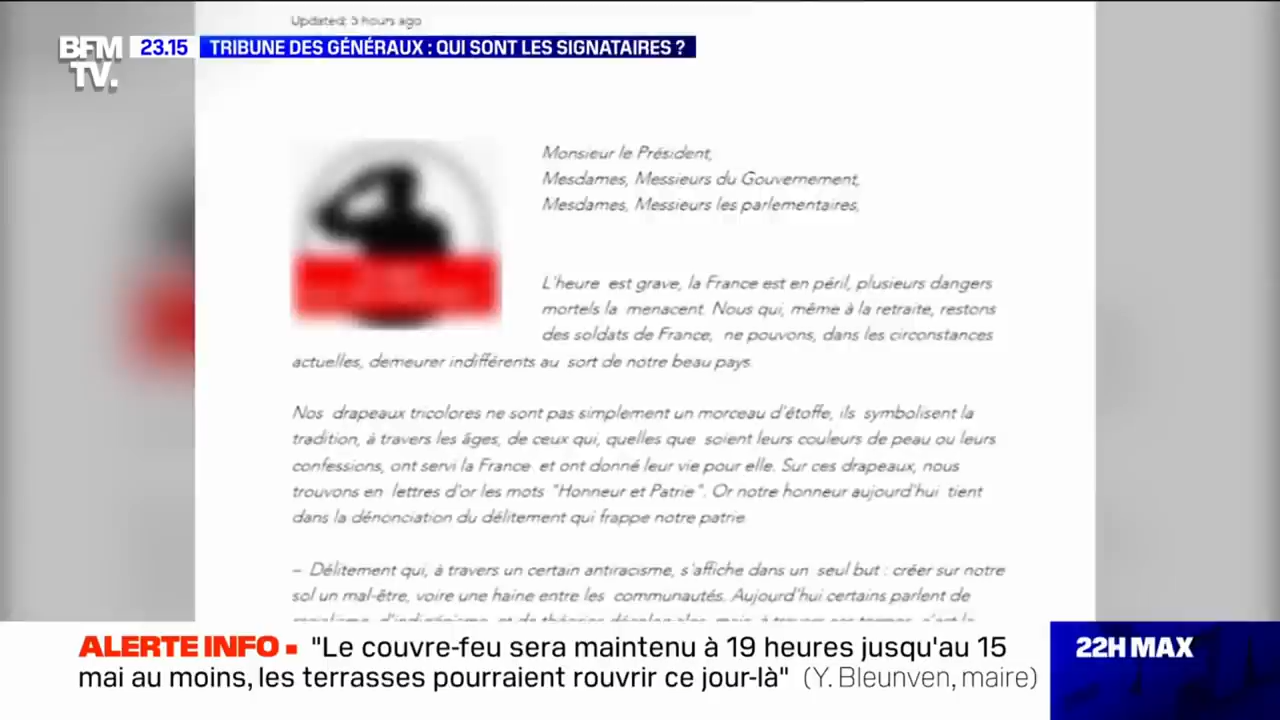 Updated: 5 hours ago
BFM
TV.
23.15
TRIBUNE DES GÉNÉRAUX : QUI SONT LES SIGNATAIRES ?
Monsieur le Président,
Mesdames, Messieurs du Gouvernement,
Mesdames, Messieurs les parlementaires,
L'heure est grave, la France est en péril, plusieurs dangers
mortels la menacent. Nous qui, même à la retraite, restons
des soldats de France, ne pouvons, dans les circonstances
actuelles, demeurer indifférents au sort de notre beau pays.
Nos drapeaux tricolores ne sont pas simplement un morceau d'étoffe, ils symbolisent la
tradition, à travers les âges, de ceux qui, quelles que soient leurs couleurs de peau ou leurs
confessions, ont servi la France et ont donné leur vie pour elle. Sur ces drapeaux, nous
trouvons en lettres d'or les mots "Honneur et Patrie". Or notre honneur aujourd'hui tient
dans la dénonciation du délitement qui frappe notre patrie.
– Délitement qui, à travers un certain antiracisme, s'affiche dans un seul but : créer sur notre
sol un mal-être, voire une haine entre les communautés. Aujourd'hui certains parlent de
ALERTE INFO "Le couvre-feu sera maintenu à 19 heures jusqu'au 15
mai au moins, les terrasses pourraient rouvrir ce jour-là" (Y. Bleunven, maire)
22H MAX